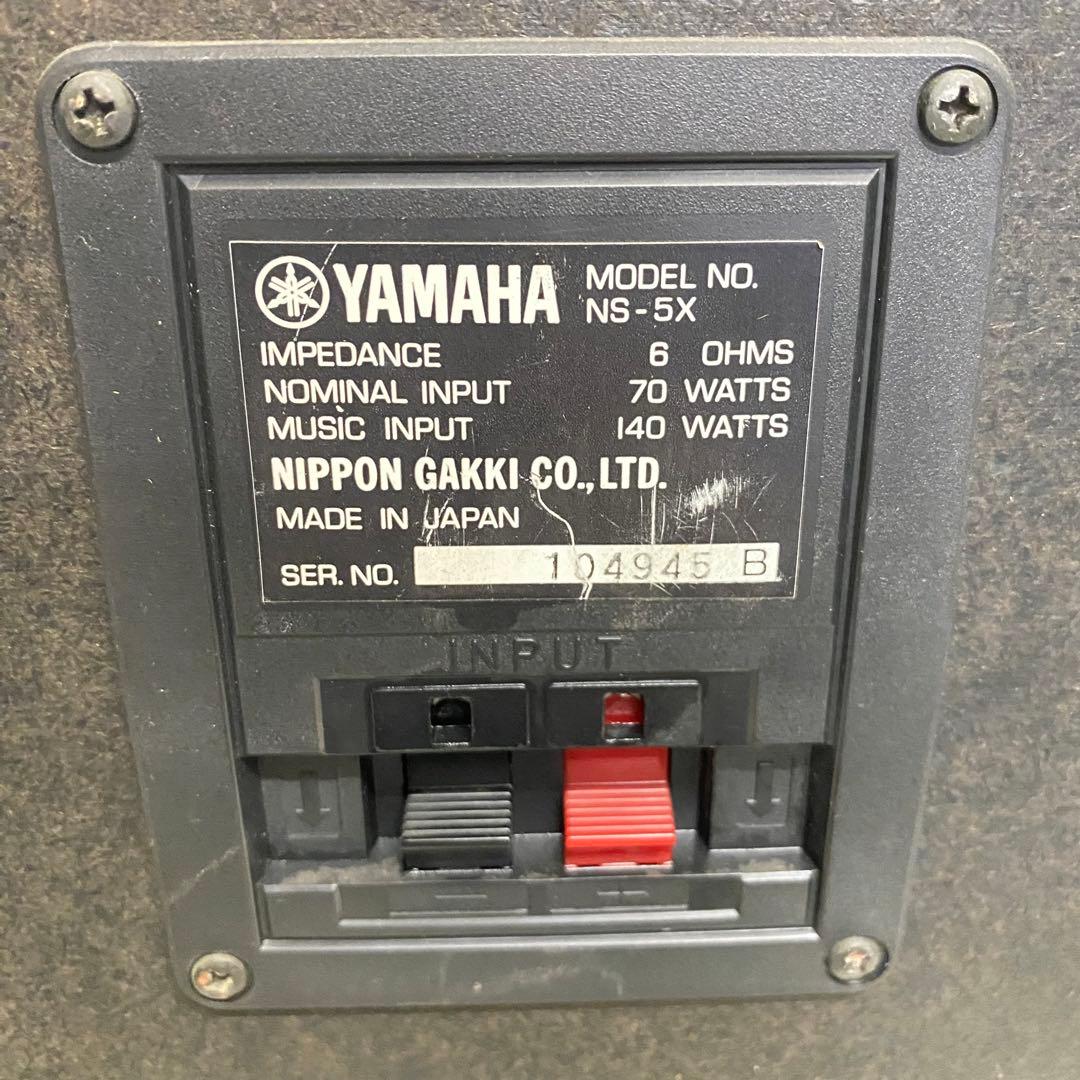 YAMAHA MODEL NO.
NS-5X
IMPEDANCE 6 OHMS
NOMINAL INPUT 70 WATTS
MUSIC INPUT 140 WATTS
NIPPON GAKKI CO.,LTD.
MADE IN JAPAN
SER. NO. 104945 B
INPUT